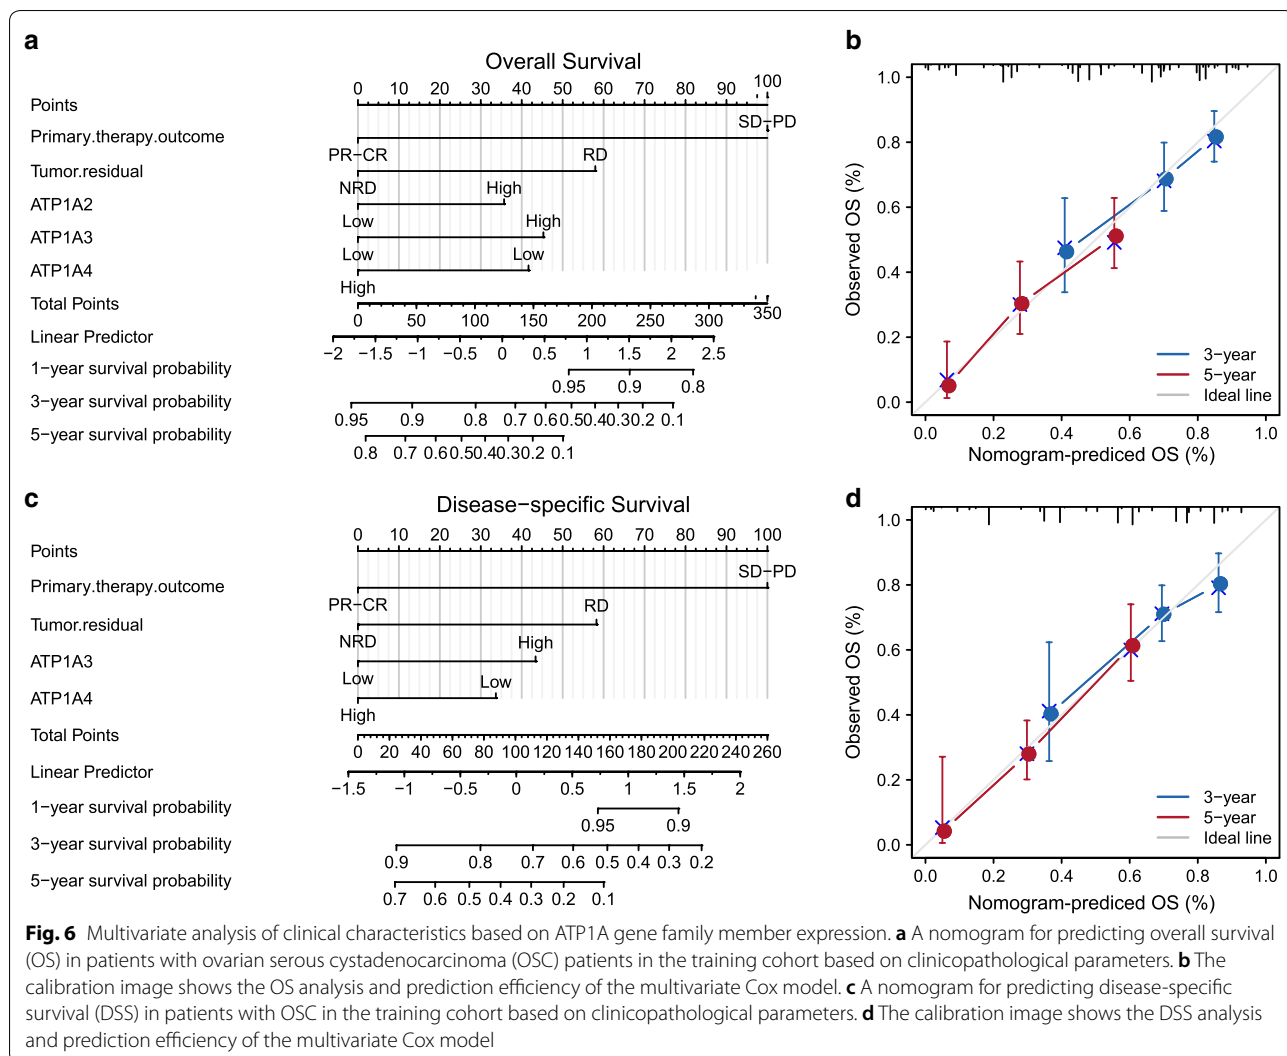 a
Overall Survival
0 10 20 30 40 50 60 70 80 90 100
Points
SD−PD
Primary.therapy.outcome
PR−CR RD
Tumor.residual
NRD High
ATP1A2
Low High
ATP1A3
Low Low
ATP1A4
High
Total Points
0 50 100 150 200 250 300 350
Linear Predictor
−2 −1.5 −1 −0.5 0 0.5 1 1.5 2 2.5
1−year survival probability
0.95 0.9 0.8
3−year survival probability
0.95 0.9 0.8 0.7 0.6 0.5 0.4 0.3 0.2 0.1
5−year survival probability
0.8 0.7 0.6 0.5 0.4 0.3 0.2 0.1
b
Observed OS (%)
1.0
0.8
0.6
0.4
0.2
0.0
3−year
5−year
Ideal line
0.0 0.2 0.4 0.6 0.8 1.0
Nomogram−prediced OS (%)
c
Disease−specific Survival
0 10 20 30 40 50 60 70 80 90 100
Points
SD−PD
Primary.therapy.outcome
PR−CR RD
Tumor.residual
NRD High
ATP1A3
Low Low
ATP1A4
High
Total Points
0 20 40 60 80 100 120 140 160 180 200 220 240 260
Linear Predictor
−1.5 −1 −0.5 0 0.5 1 1.5 2
1−year survival probability
0.95 0.9
3−year survival probability
0.9 0.8 0.7 0.6 0.5 0.4 0.3 0.2
5−year survival probability
0.7 0.6 0.5 0.4 0.3 0.2 0.1
d
Observed OS (%)
1.0
0.8
0.6
0.4
0.2
0.0
3−year
5−year
Ideal line
0.0 0.2 0.4 0.6 0.8 1.0
Nomogram−prediced OS (%)
Fig. 6 Multivariate analysis of clinical characteristics based on ATP1A gene family member expression. a A nomogram for predicting overall survival
(OS) in patients with ovarian serous cystadenocarcinoma (OSC) patients in the training cohort based on clinicopathological parameters. b The
calibration image shows the OS analysis and prediction efficiency of the multivariate Cox model. c A nomogram for predicting disease-specific
survival (DSS) in patients with OSC in the training cohort based on clinicopathological parameters. d The calibration image shows the DSS analysis
and prediction efficiency of the multivariate Cox model